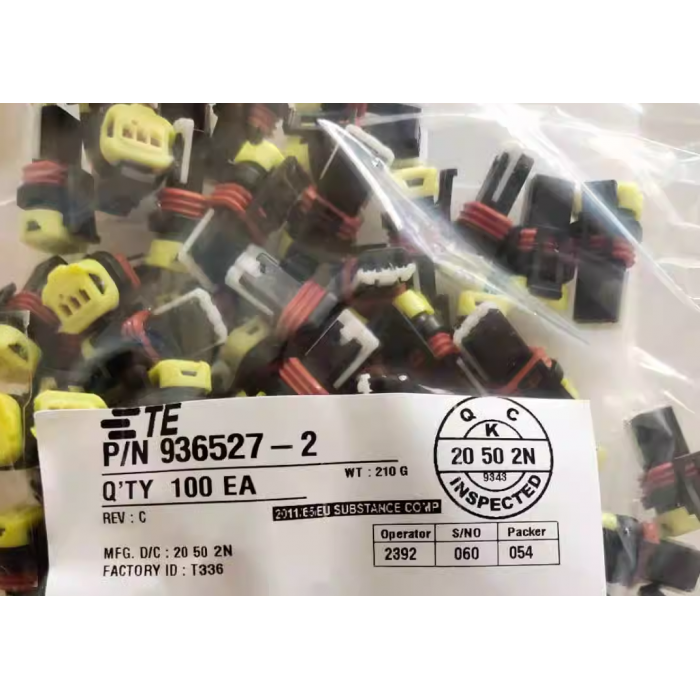 TE
P/N 936527-2
WT : 210 G
Q'TY 100 EA
REV : C
2011/65/EU SUBSTANCE COMP
MFG. D/C : 20 50 2N
FACTORY ID : T336
Q C
K
20 50 2N
9343
INSPECTED
Operator S/NO Packer
2392 060 054